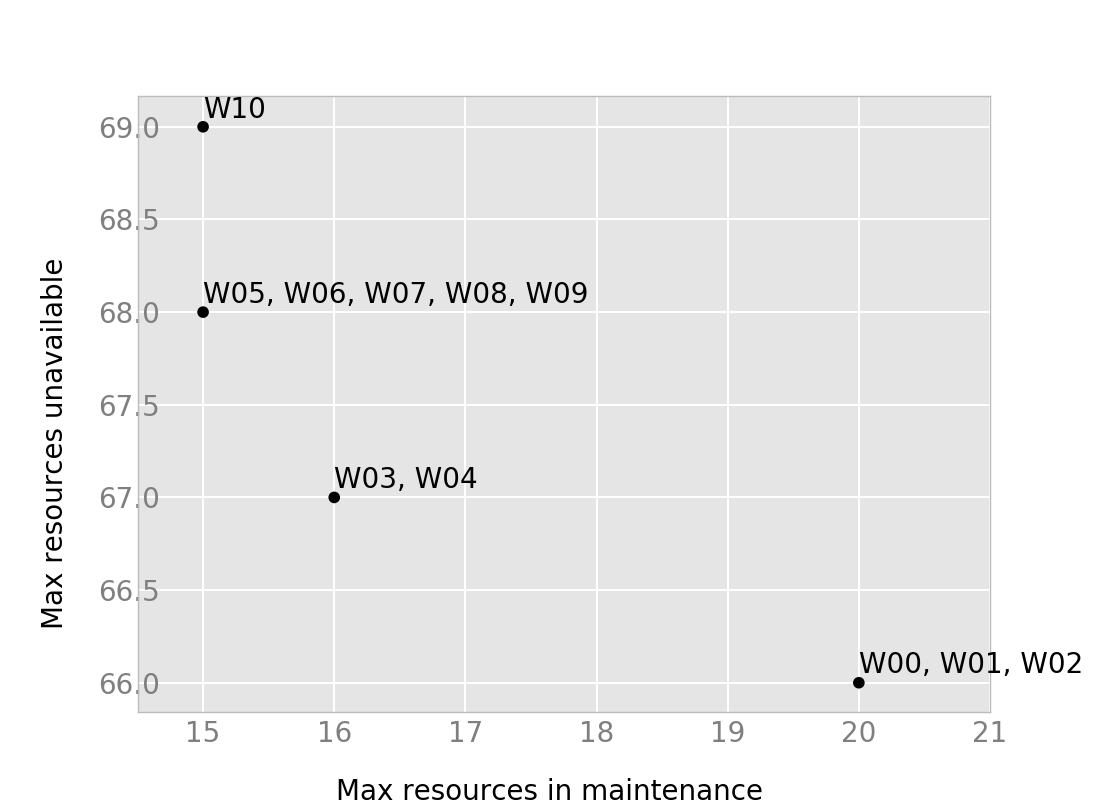 W10
69.0
68.5
W05, W06, W07, W08, W09
68.0
67.5
W03, W04
67.0
66.5
W00, W01, W02
66.0
Max resources unavailable
15 16 17 18 19 20 21
Max resources in maintenance